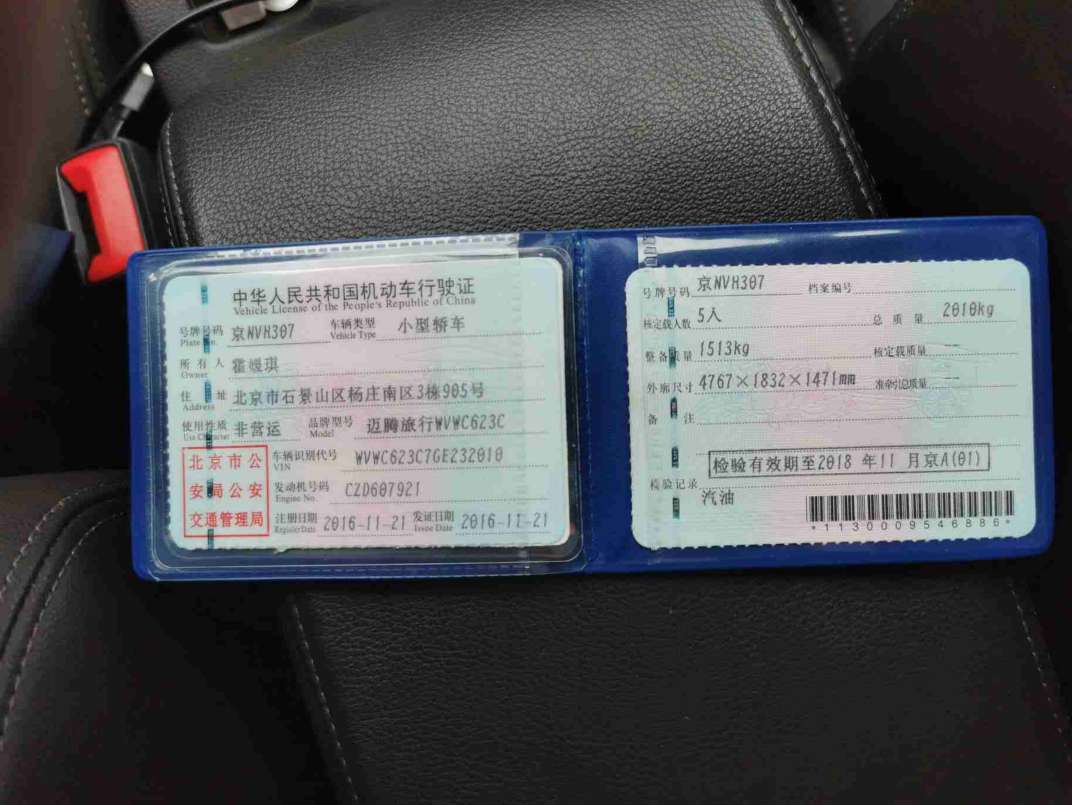 中华人民共和国机动车行驶证
Vehicle License of the People's Republic of China
号牌号码 京NVH307 车辆类型 小型轿车
Plate No. Vehicle Type
所有人 霍媛琪
Owner
住址 北京市石景山区杨庄南区3栋905号
Address
使用性质 非营运 品牌型号 迈腾旅行WVWC623C
Use Character Model
北京市公
安局公安
交通管理局
车辆识别代号 WVWC623C7GE232010
VIN
发动机号码 CZD607921
Engine No.
注册日期 2016-11-21 发证日期 2016-11-21
Register Date Issue Date
号牌号码 京NVH307 档案编号
核定载人数 5人 总质量 2010kg
整备质量 1513kg 核定载质量
外廓尺寸 4767×1832×1471mm 准牵引总质量
备注
检验有效期至2018 年11 月京A(01)
检验记录
汽油
*1130009546886*